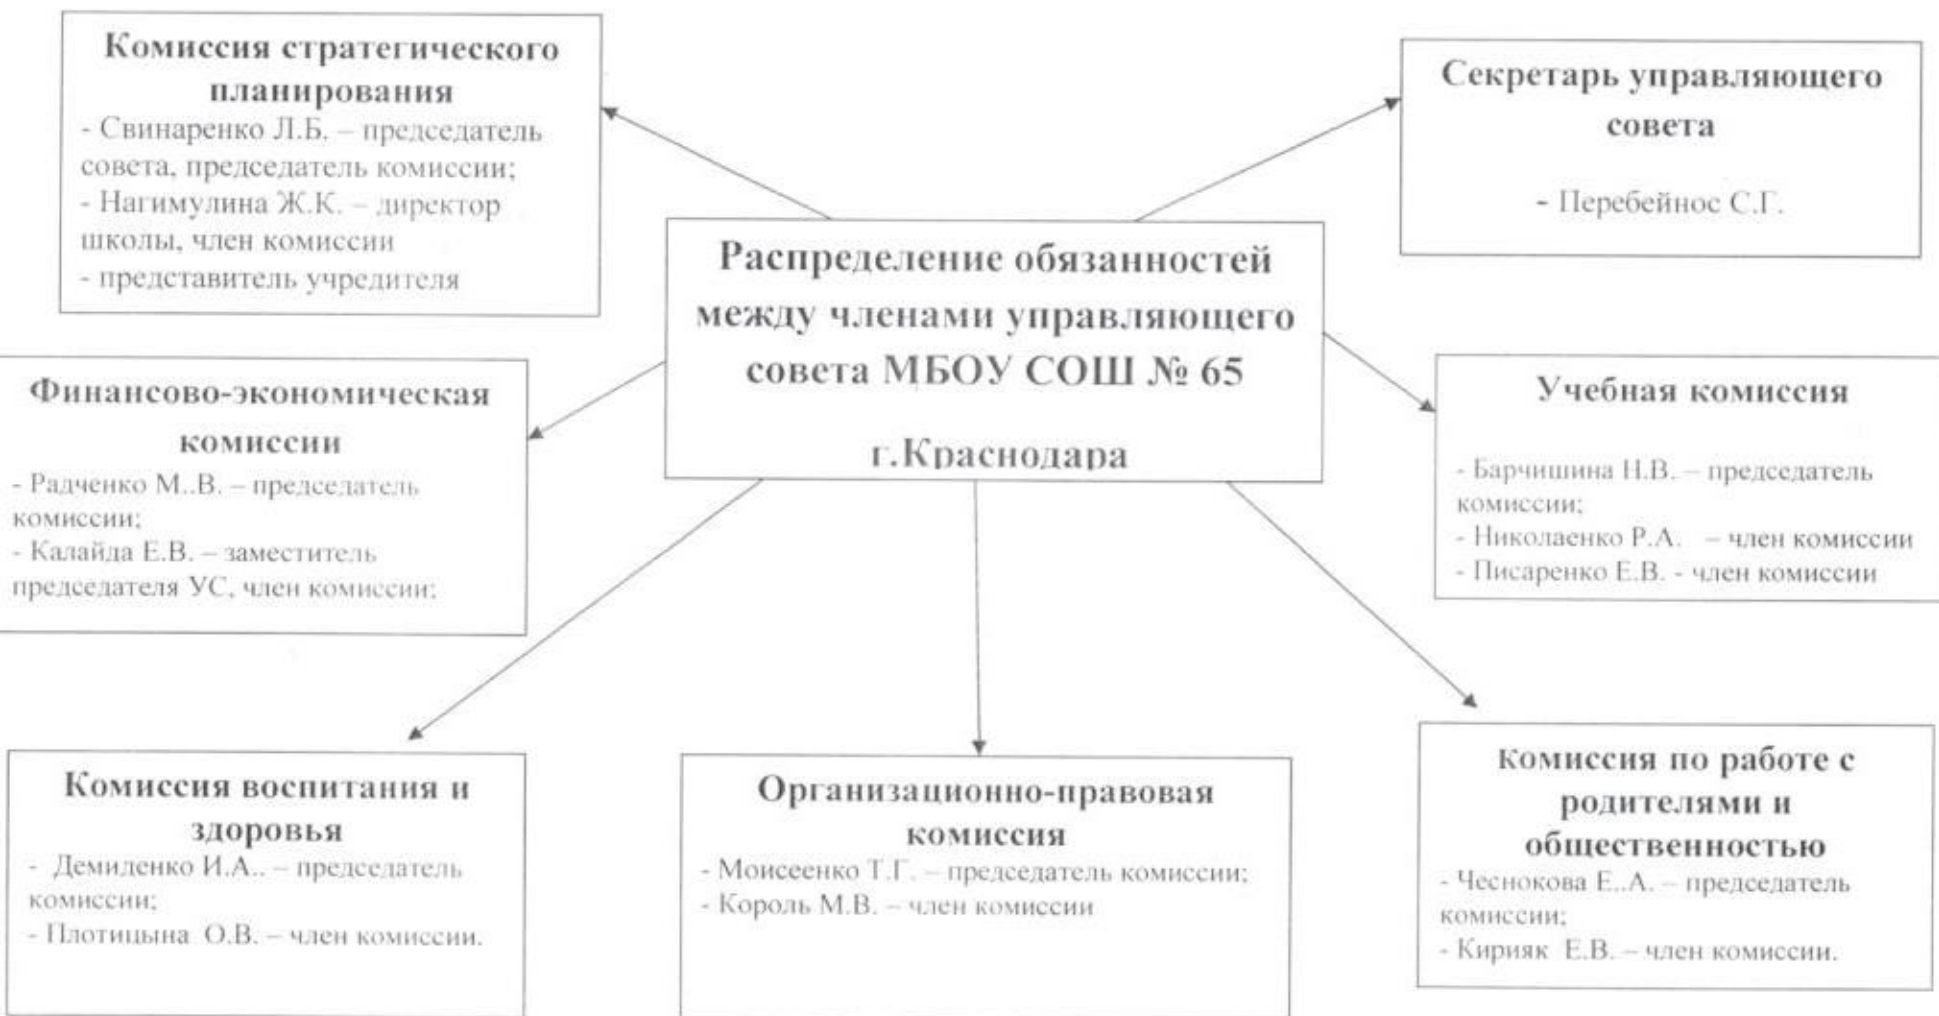 Комиссия стратегического
планирования
- Свинаренко Л.Б. – председатель
совета, председатель комиссии;
- Нагимулина Ж.К. – директор
школы, член комиссии
- представитель учредителя
Секретарь управляющего
совета
- Перебейнос С.Г.
Распределение обязанностей
между членами управляющего
совета МБОУ СОШ № 65
г.Краснодара
Финансово-экономическая
комиссии
- Радченко М..В. – председатель
комиссии;
- Калайда Е.В. – заместитель
председателя УС, член комиссии;
Учебная комиссия
- Барчишина Н.В. – председатель
комиссии;
- Николаенко Р.А. – член комиссии
- Писаренко Е.В. - член комиссии
Комиссия воспитания и
здоровья
- Демиденко И.А.. – председатель
комиссии;
- Плотицына О.В. – член комиссии.
Организационно-правовая
комиссия
- Моисеенко Т.Г. – председатель комиссии;
- Король М.В. – член комиссии
Комиссия по работе с
родителями и
общественностью
- Чеснокова Е..А. – председатель
комиссии;
- Кирияк Е.В. – член комиссии.